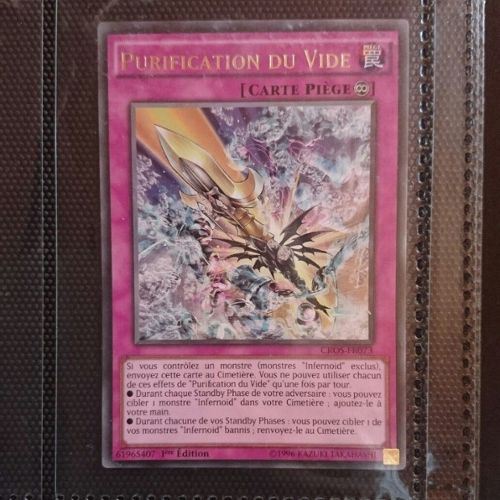 PURIFICATION DU VIDE
PIÈGE
[CARTE PIÈGE]
CROS-FR073
Si vous contrôlez un monstre (monstres "Infernoid" exclus),
envoyez cette carte au Cimetière. Vous ne pouvez utiliser chacun
de ces effets de "Purification du Vide" qu'une fois par tour.
● Durant chaque Standby Phase de votre adversaire : vous pouvez
cibler 1 monstre "Infernoid" dans votre Cimetière ; ajoutez-le à
votre main.
● Durant chacune de vos Standby Phases : vous pouvez cibler 1 de
vos monstres "Infernoid" bannis ; renvoyez-le au Cimetière.
61965407 1ère Édition ©1996 KAZUKI TAKAHASHI